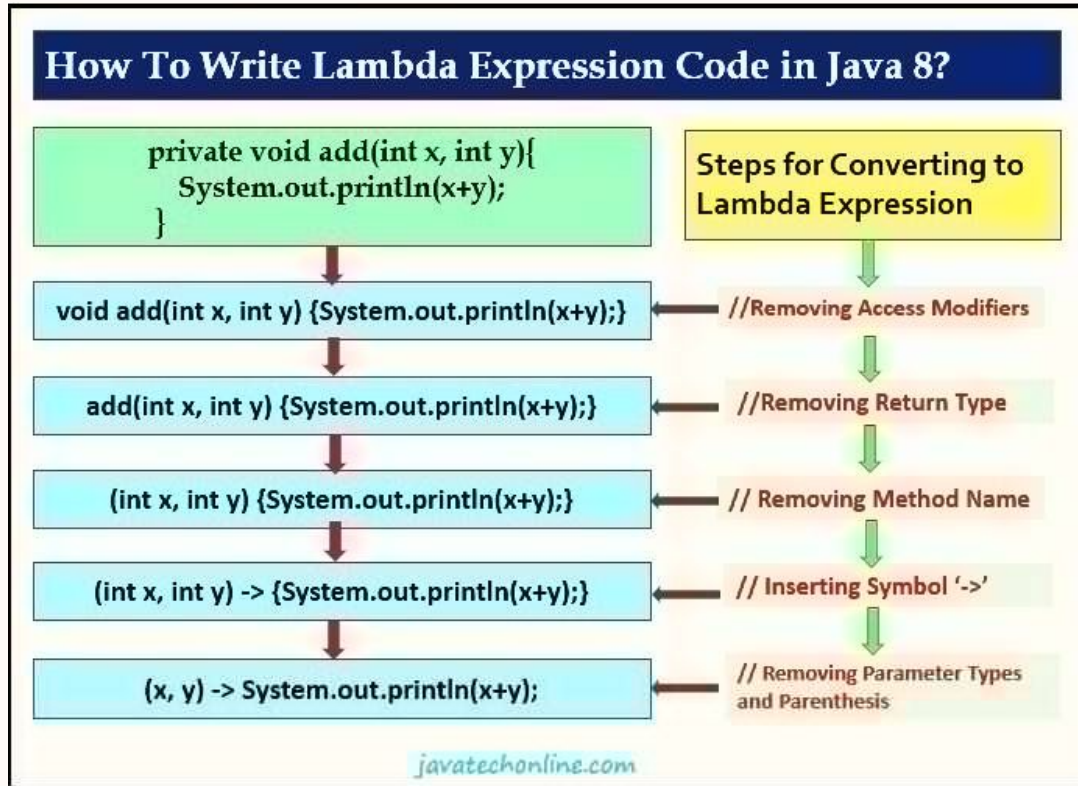 How To Write Lambda Expression Code in Java 8?
private void add(int x, int y){
System.out.println(x+y);
}
Steps for Converting to
Lambda Expression
void add(int x, int y) {System.out.println(x+y);}
//Removing Access Modifiers
add(int x, int y) {System.out.println(x+y);}
//Removing Return Type
(int x, int y) {System.out.println(x+y);}
// Removing Method Name
(int x, int y) -> {System.out.println(x+y);}
// Inserting Symbol ‘->’
(x, y) -> System.out.println(x+y);
// Removing Parameter Types
and Parenthesis
javatechonline.com